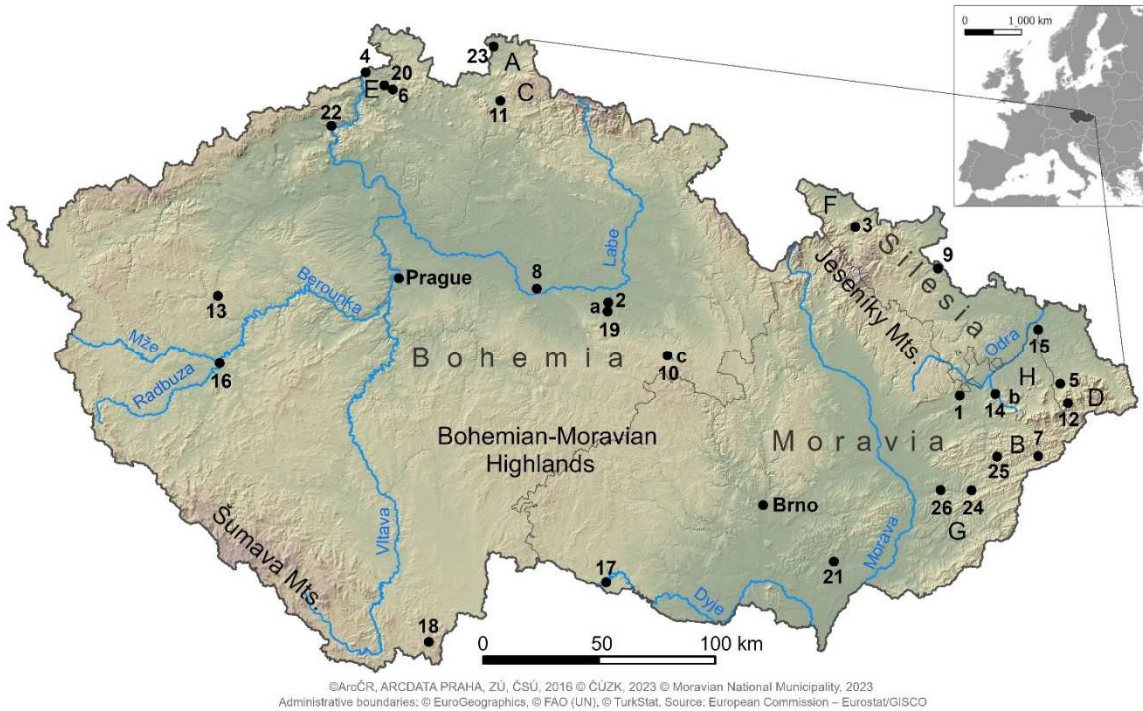 0 1 000 km
4
23
A
20
E
6
C
11
22
F
3
Silesia
9
Jeseníky Mts.
Labe
8
Prague
a 2
19
Berounka
13
Mže
Radbuza
16
Bohemia
c
10
Odra
15
H
5
D
1
14
b
12
Moravia
B
7
25
Bohemian-Moravian
Highlands
26
24
G
Brno
Šumava Mts.
Vltava
Morava
21
17
Dyje
18
0 50 100 km
©ArcČR, ARCDATA PRAHA, ZÚ, ČSÚ, 2016 © ČÚZK, 2023 © Moravian National Municipality, 2023
Administrative boundaries: © EuroGeographics, © FAO (UN), © TurkStat. Source: European Commission – Eurostat/GISCO